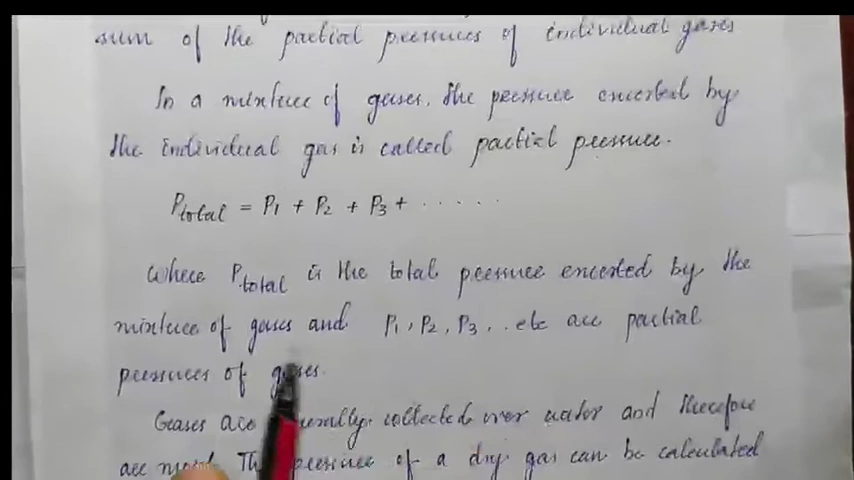 sum of the partial pressures of individual gases
In a mixture of gases, the pressure exerted by
the individual gas is called partial pressure.
Ptotal = P1 + P2 + P3 + ......
where Ptotal is the total pressure exerted by the
mixture of gases and P1, P2, P3, .. etc are partial
pressures of gases.
Gases are collected over water and therefore
are pressure of a dry gas can be calculated